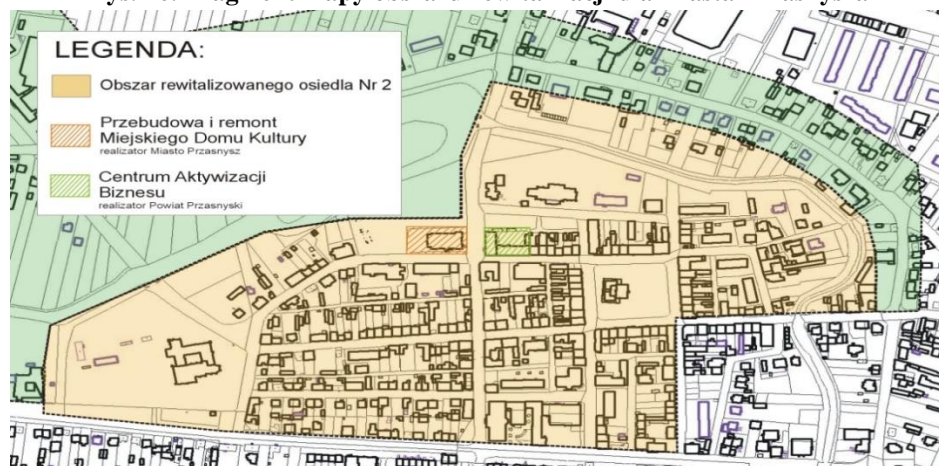 LEGENDA:
Obszar rewitalizowanego osiedla Nr 2
Przebudowa i remont
Miejskiego Domu Kultury
realizator Miasto Przasnysz
Centrum Aktywizacji
Biznesu
realizator Powiat Przasnyski